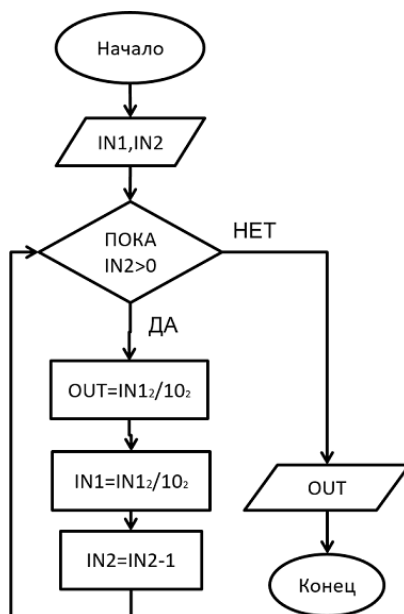 Начало
IN1,IN2
ПОКА
IN2>0
НЕТ
ДА
OUT=IN1₂/10₂
IN1=IN1₂/10₂
OUT
IN2=IN2-1
Конец